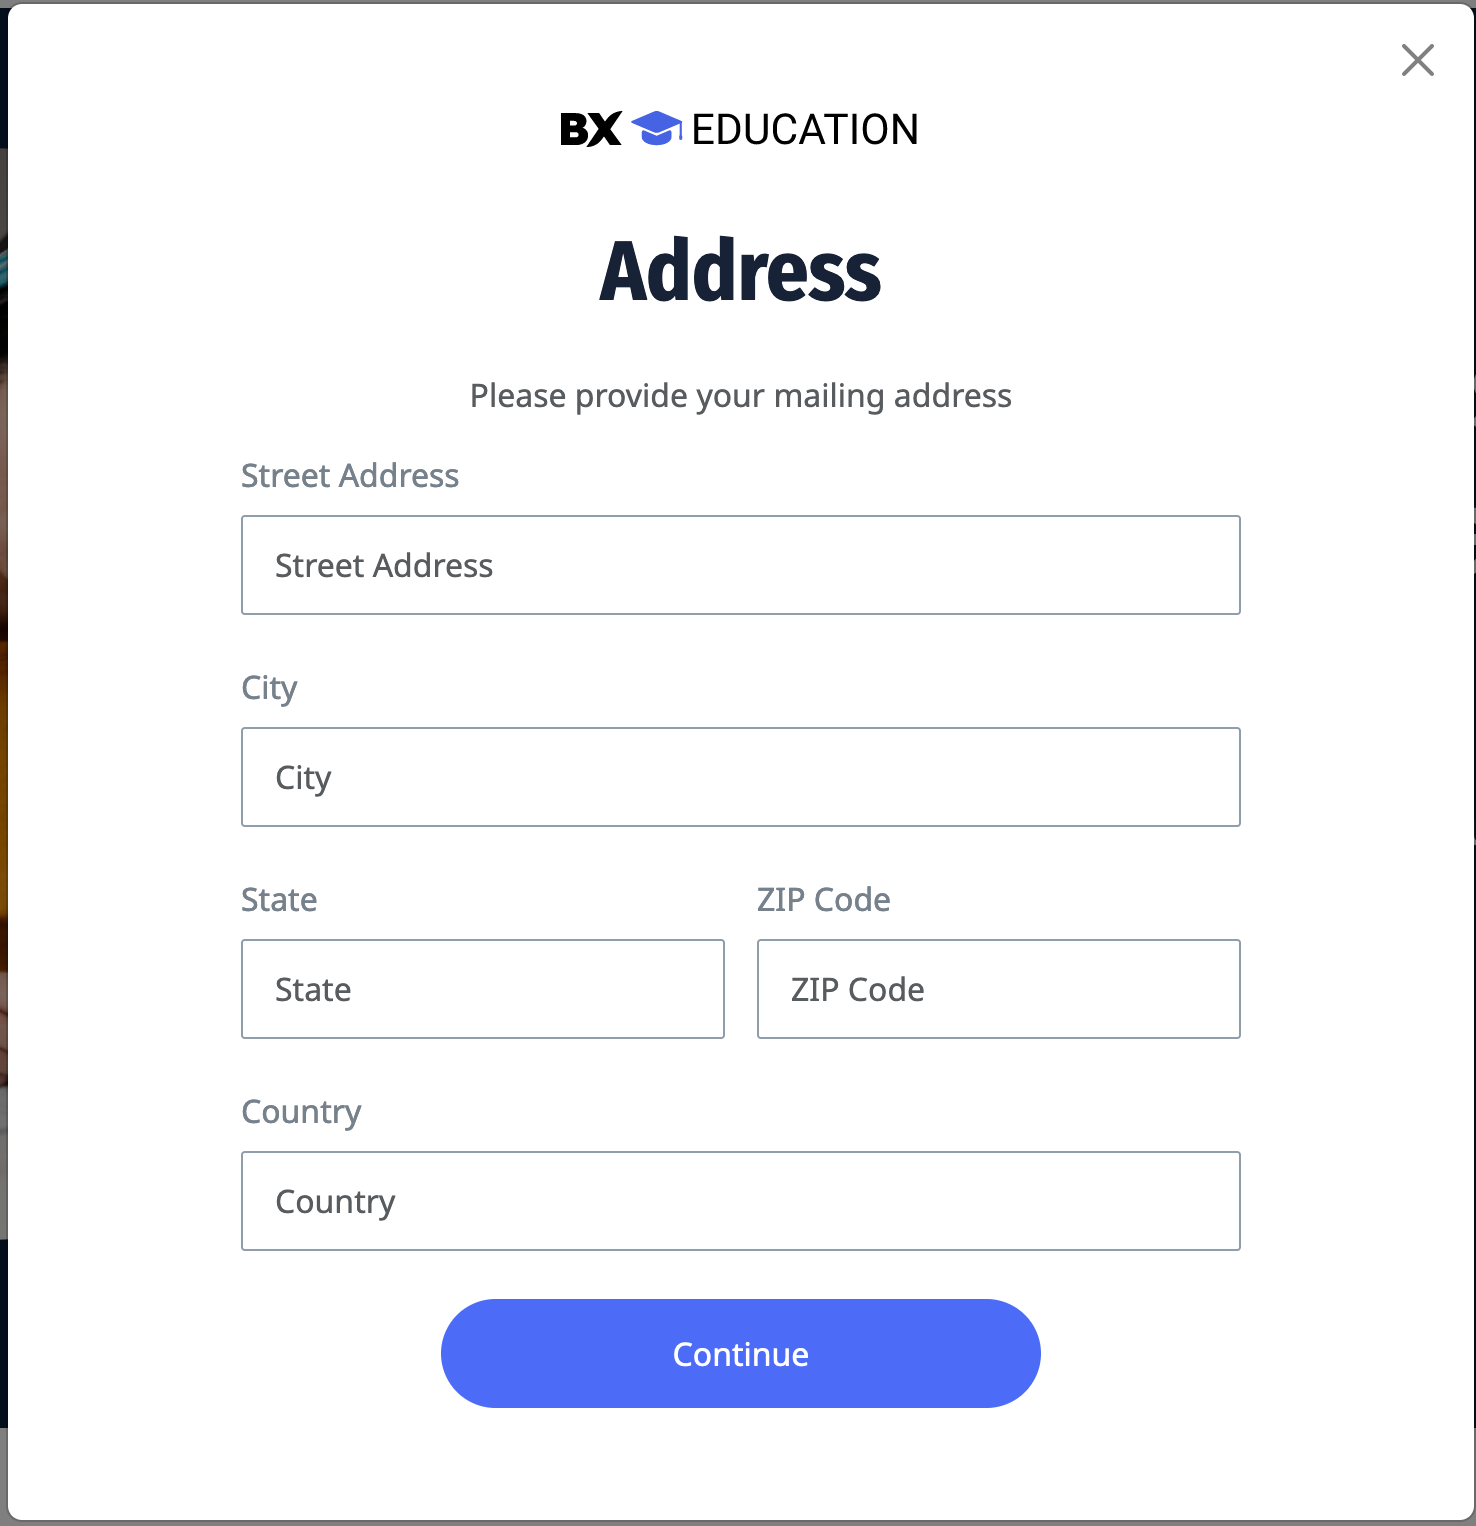 BX EDUCATION
Address
Please provide your mailing address
Street Address
Street Address
City
City
State ZIP Code
State ZIP Code
Country
Country
Continue